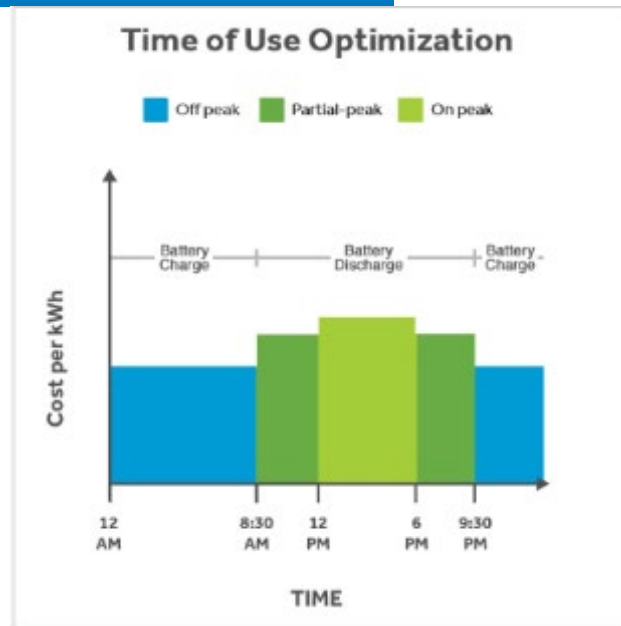 Time of Use Optimization
Off peak
Partial-peak
On peak
Battery
Charge
Battery
Discharge
Battery
Charge
Cost per kWh
12
AM
8:30
AM
12
PM
6
PM
9:30
PM
TIME